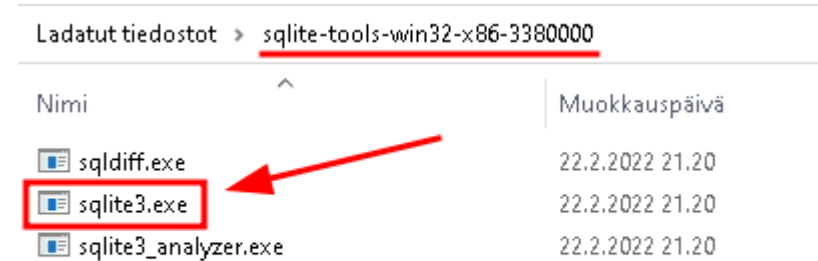 Ladatut tiedostot > sqlite-tools-win32-x86-3380000
Nimi Muokkauspäivä
sqldiff.exe 22.2.2022 21.20
sqlite3.exe 22.2.2022 21.20
sqlite3_analyzer.exe 22.2.2022 21.20